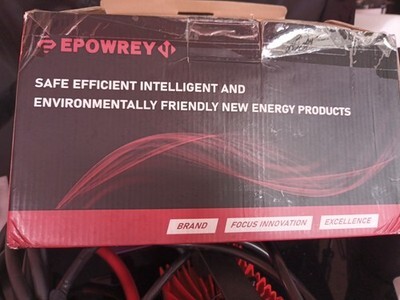 EPOWREY
SAFE EFFICIENT INTELLIGENT AND
ENVIRONMENTALLY FRIENDLY NEW ENERGY PRODUCTS
BRAND FOCUS INNOVATION EXCELLENCE